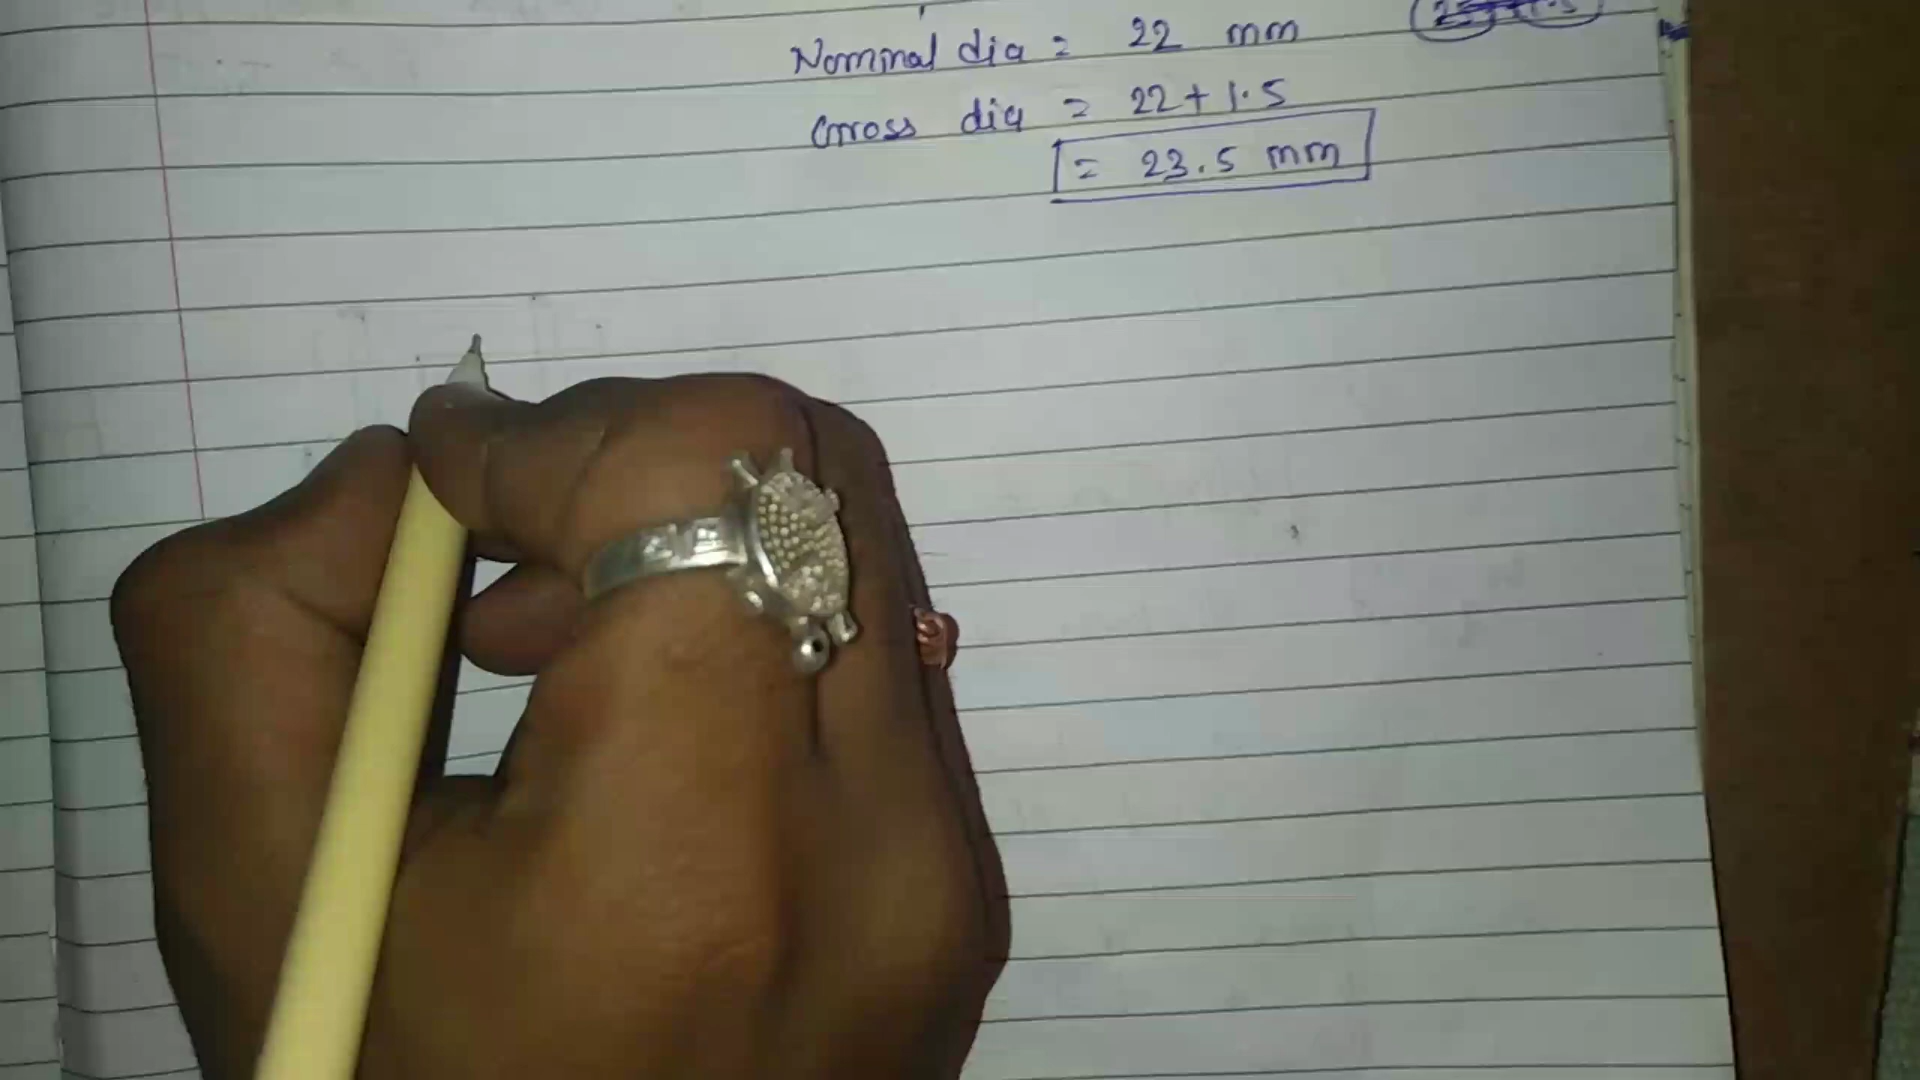 Nominal dia = 22 mm
Gross dia = 22 + 1.5
= 23.5 mm